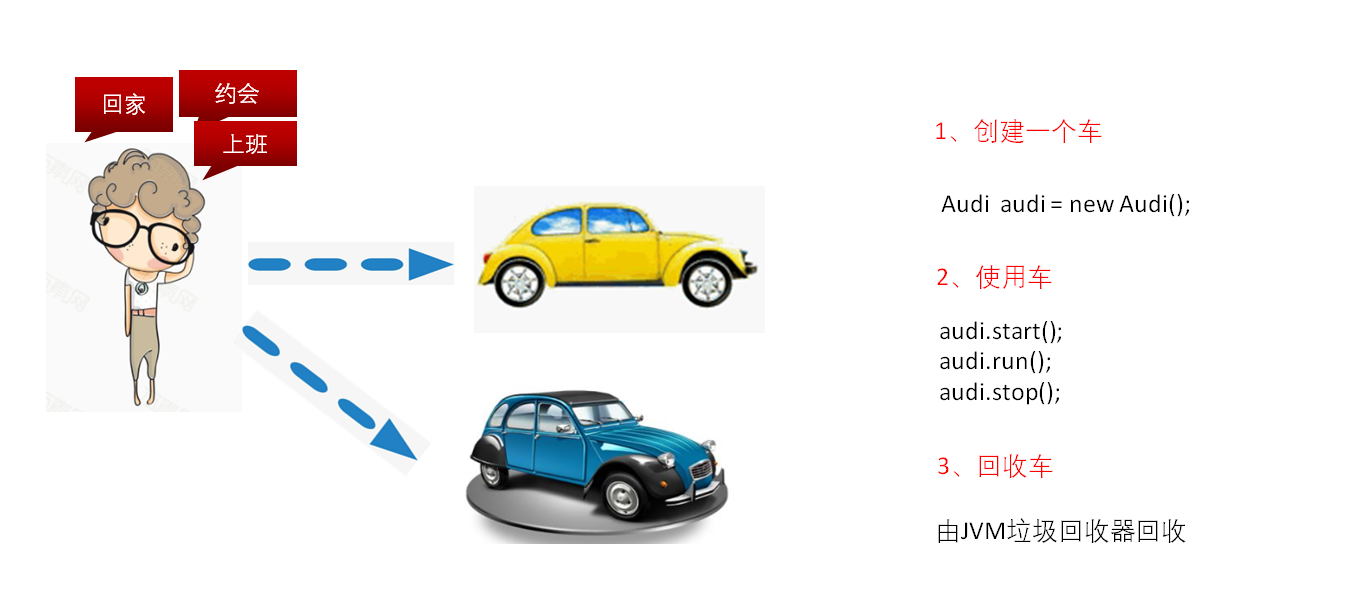 回家
约会
上班
1、创建一个车
Audi audi = new Audi();
2、使用车
audi.start();
audi.run();
audi.stop();
3、回收车
由JVM垃圾回收器回收